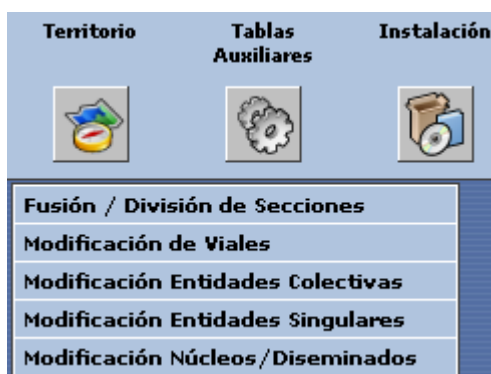 Territorio
Tablas
Auxiliares
Instalación
Fusión / División de Secciones
Modificación de Viales
Modificación Entidades Colectivas
Modificación Entidades Singulares
Modificación Núcleos/Diseminados